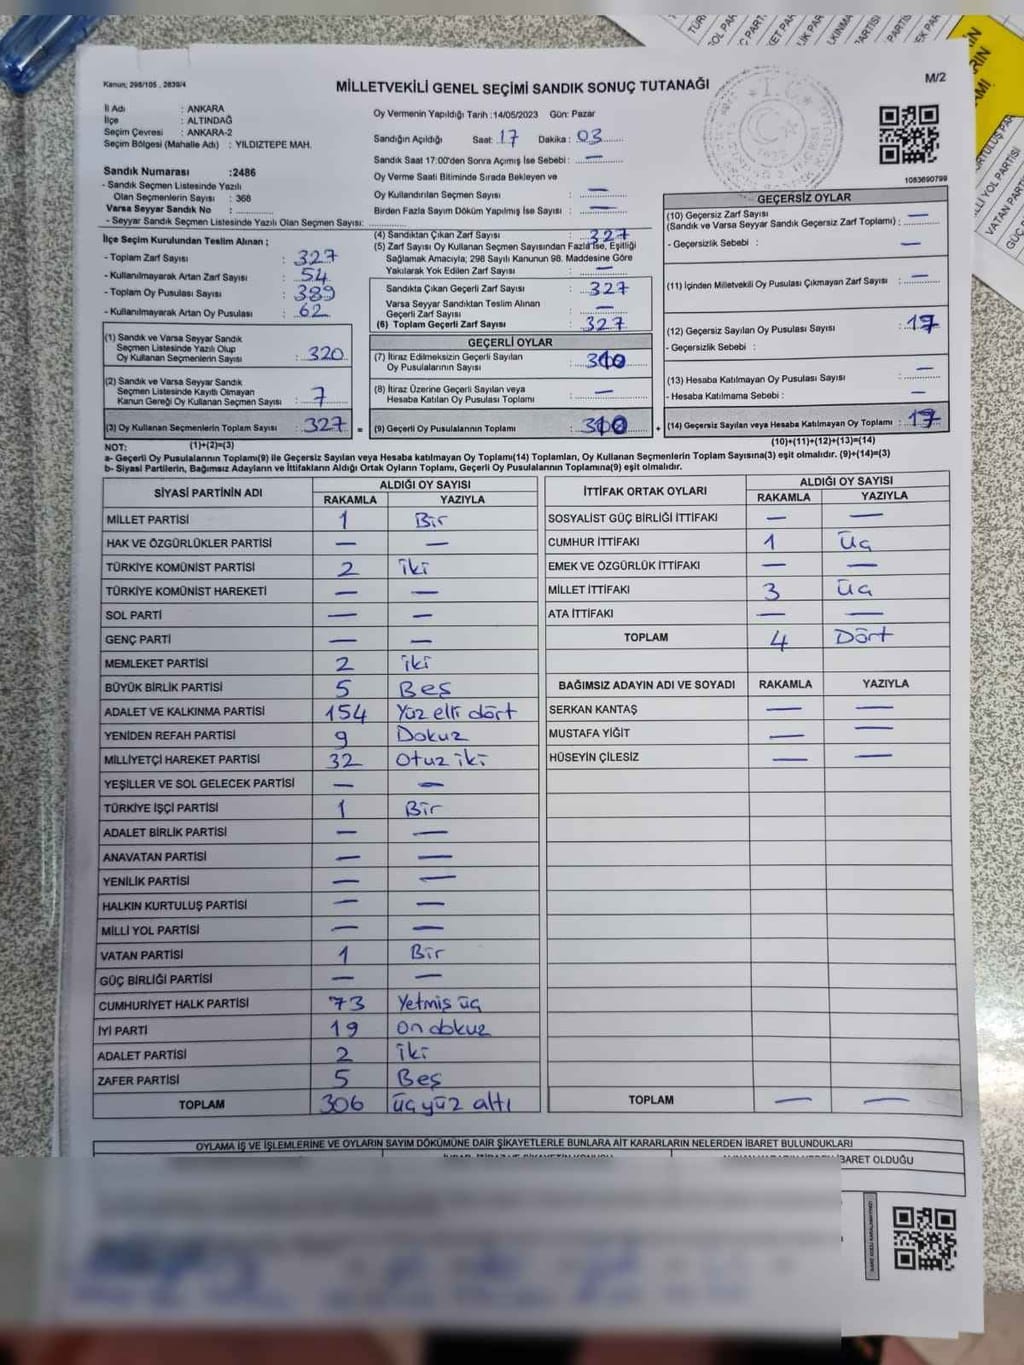 Kanun; 298/105 , 2839/4
MİLLETVEKİLİ GENEL SEÇİMİ SANDIK SONUÇ TUTANAĞI
M/2
İl Adı : ANKARA
İlçe : ALTINDAĞ
Seçim Çevresi : ANKARA-2
Seçim Bölgesi (Mahalle Adı) : YILDIZTEPE MAH.
Oy Vermenin Yapıldığı Tarih :14/05/2023 Gün: Pazar
Sandığın Açıldığı Saat: 17 Dakika : 03
Sandık Saat 17:00'den Sonra Açımış İse Sebebi : —
Oy Verme Saati Bitiminde Sırada Bekleyen ve
Oy Kullandırılan Seçmen Sayısı : —
Birden Fazla Sayım Döküm Yapılmış İse Sayısı : —
1083690799
Sandık Numarası :2486
- Sandık Seçmen Listesinde Yazılı
Olan Seçmenlerin Sayısı : 368
Varsa Seyyar Sandık No :
- Seyyar Sandık Seçmen Listesinde Yazılı Olan Seçmen Sayısı:
İlçe Seçim Kurulundan Teslim Alınan ;
- Toplam Zarf Sayısı : 327
- Kullanılmayarak Artan Zarf Sayısı : 54
- Toplam Oy Pusulası Sayısı : 389
- Kullanılmayarak Artan Oy Pusulası : 62
(1) Sandık ve Varsa Seyyar Sandık
Seçmen Listesinde Yazılı Olup
Oy Kullanan Seçmenlerin Sayısı : 320
(2) Sandık ve Varsa Seyyar Sandık
Seçmen Listesinde Kayıtlı Olmayan
Kanun Gereği Oy Kullanan Seçmen Sayısı : 7
(3) Oy Kullanan Seçmenlerin Toplam Sayısı : 327
(1)+(2)=(3)
(4) Sandıktan Çıkan Zarf Sayısı : 327
(5) Zarf Sayısı Oy Kullanan Seçmen Sayısından Fazla ise, Eşitliği
Sağlamak Amacıyla; 298 Sayılı Kanunun 98. Maddesine Göre
Yakılarak Yok Edilen Zarf Sayısı : —
Sandıkta Çıkan Geçerli Zarf Sayısı : 327
Varsa Seyyar Sandıktan Teslim Alınan
Geçerli Zarf Sayısı : —
(6) Toplam Geçerli Zarf Sayısı : 327
GEÇERLİ OYLAR
(7) İtiraz Edilmeksizin Geçerli Sayılan
Oy Pusulalarının Sayısı : 310
(8) İtiraz Üzerine Geçerli Sayılan veya
Hesaba Katılan Oy Pusulası Toplamı : —
= (9) Geçerli Oy Pusulalarının Toplamı : 310
GEÇERSİZ OYLAR
(10) Geçersiz Zarf Sayısı
(Sandık ve Varsa Seyyar Sandık Geçersiz Zarf Toplamı) : —
- Geçersizlik Sebebi : —
(11) İçinden Milletvekili Oy Pusulası Çıkmayan Zarf Sayısı : —
(12) Geçersiz Sayılan Oy Pusulası Sayısı : 17
- Geçersizlik Sebebi :
(13) Hesaba Katılmayan Oy Pusulası Sayısı : —
- Hesaba Katılmama Sebebi : —
+ (14) Geçersiz Sayılan veya Hesaba Katılmayan Oy Toplamı : 17
(10)+(11)+(12)+(13)=(14)
NOT:
a- Geçerli Oy Pusulalarının Toplamı(9) ile Geçersiz Sayılan veya Hesaba katılmayan Oy Toplamı(14) Toplamları, Oy Kullanan Seçmenlerin Toplam Sayısına(3) eşit olmalıdır. (9)+(14)=(3)
b- Siyasi Partilerin, Bağımsız Adayların ve İttifakların Aldığı Ortak Oyların Toplamı, Geçerli Oy Pusulalarının Toplamına(9) eşit olmalıdır.
SİYASİ PARTİNİN ADI ALDIĞI OY SAYISI
RAKAMLA YAZIYLA
MİLLET PARTİSİ 1 Bir
HAK VE ÖZGÜRLÜKLER PARTİSİ — —
TÜRKİYE KOMÜNİST PARTİSİ 2 iki
TÜRKİYE KOMÜNİST HAREKETİ — —
SOL PARTİ — —
GENÇ PARTİ — —
MEMLEKET PARTİSİ 2 iki
BÜYÜK BİRLİK PARTİSİ 5 Beş
ADALET VE KALKINMA PARTİSİ 154 Yüz elli dört
YENİDEN REFAH PARTİSİ 9 Dokuz
MİLLİYETÇİ HAREKET PARTİSİ 32 Otuz iki
YEŞİLLER VE SOL GELECEK PARTİSİ — —
TÜRKİYE İŞÇİ PARTİSİ 1 Bir
ADALET BİRLİK PARTİSİ — —
ANAVATAN PARTİSİ — —
YENİLİK PARTİSİ — —
HALKIN KURTULUŞ PARTİSİ — —
MİLLİ YOL PARTİSİ — —
VATAN PARTİSİ 1 Bir
GÜÇ BİRLİĞİ PARTİSİ — —
CUMHURİYET HALK PARTİSİ 73 Yetmiş üç
İYİ PARTİ 19 On dokuz
ADALET PARTİSİ 2 iki
ZAFER PARTİSİ 5 Beş
TOPLAM 306 üçyüz altı
İTTİFAK ORTAK OYLARI ALDIĞI OY SAYISI
RAKAMLA YAZIYLA
SOSYALİST GÜÇ BİRLİĞİ İTTİFAKI — —
CUMHUR İTTİFAKI 1 üç
EMEK VE ÖZGÜRLÜK İTTİFAKI — —
MİLLET İTTİFAKI 3 üç
ATA İTTİFAKI — —
TOPLAM 4 Dört
BAĞIMSIZ ADAYIN ADI VE SOYADI RAKAMLA YAZIYLA
SERKAN KANTAŞ — —
MUSTAFA YİĞİT — —
HÜSEYİN ÇİLESİZ — —
TOPLAM — —
OYLAMA İŞ VE İŞLEMLERİNE VE OYLARIN SAYIM DÖKÜMÜNE DAİR ŞİKAYETLERLE BUNLARA AİT KARARLARIN NELERDEN İBARET BULUNDUKLARI
İBARET OLDUĞU